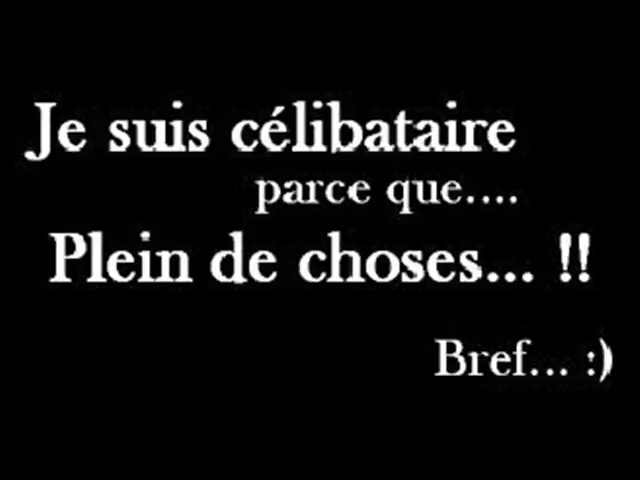 Je suis célibataire
parce que....
Plein de choses... !!
Bref... :)